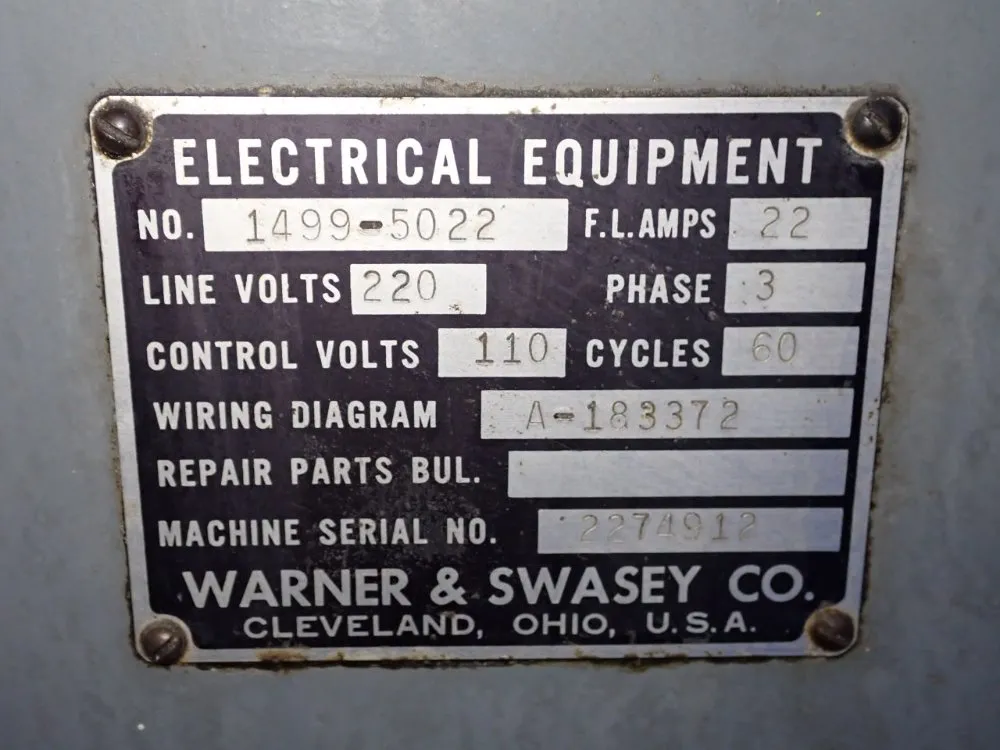 ELECTRICAL EQUIPMENT
NO. 1499-5022 F.L. AMPS 22
LINE VOLTS 220 PHASE 3
CONTROL VOLTS 110 CYCLES 60
WIRING DIAGRAM A-183372
REPAIR PARTS BUL.
MACHINE SERIAL NO. 2274912
WARNER & SWASEY CO.
CLEVELAND, OHIO, U.S.A.